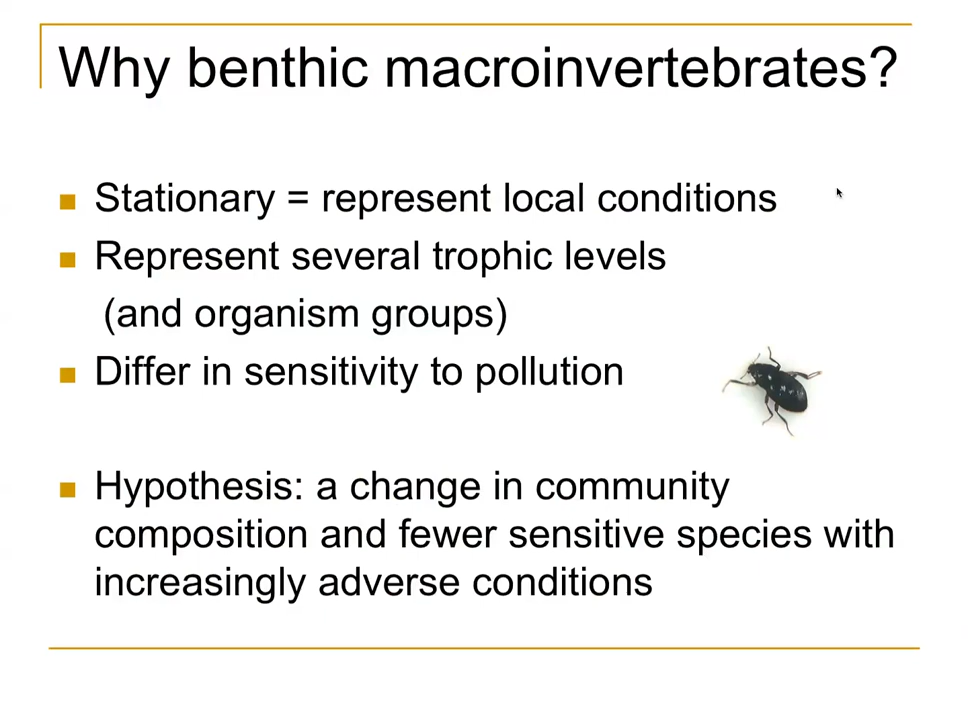 Why benthic macroinvertebrates?
Stationary = represent local conditions
Represent several trophic levels
(and organism groups)
Differ in sensitivity to pollution
Hypothesis: a change in community
composition and fewer sensitive species with
increasingly adverse conditions